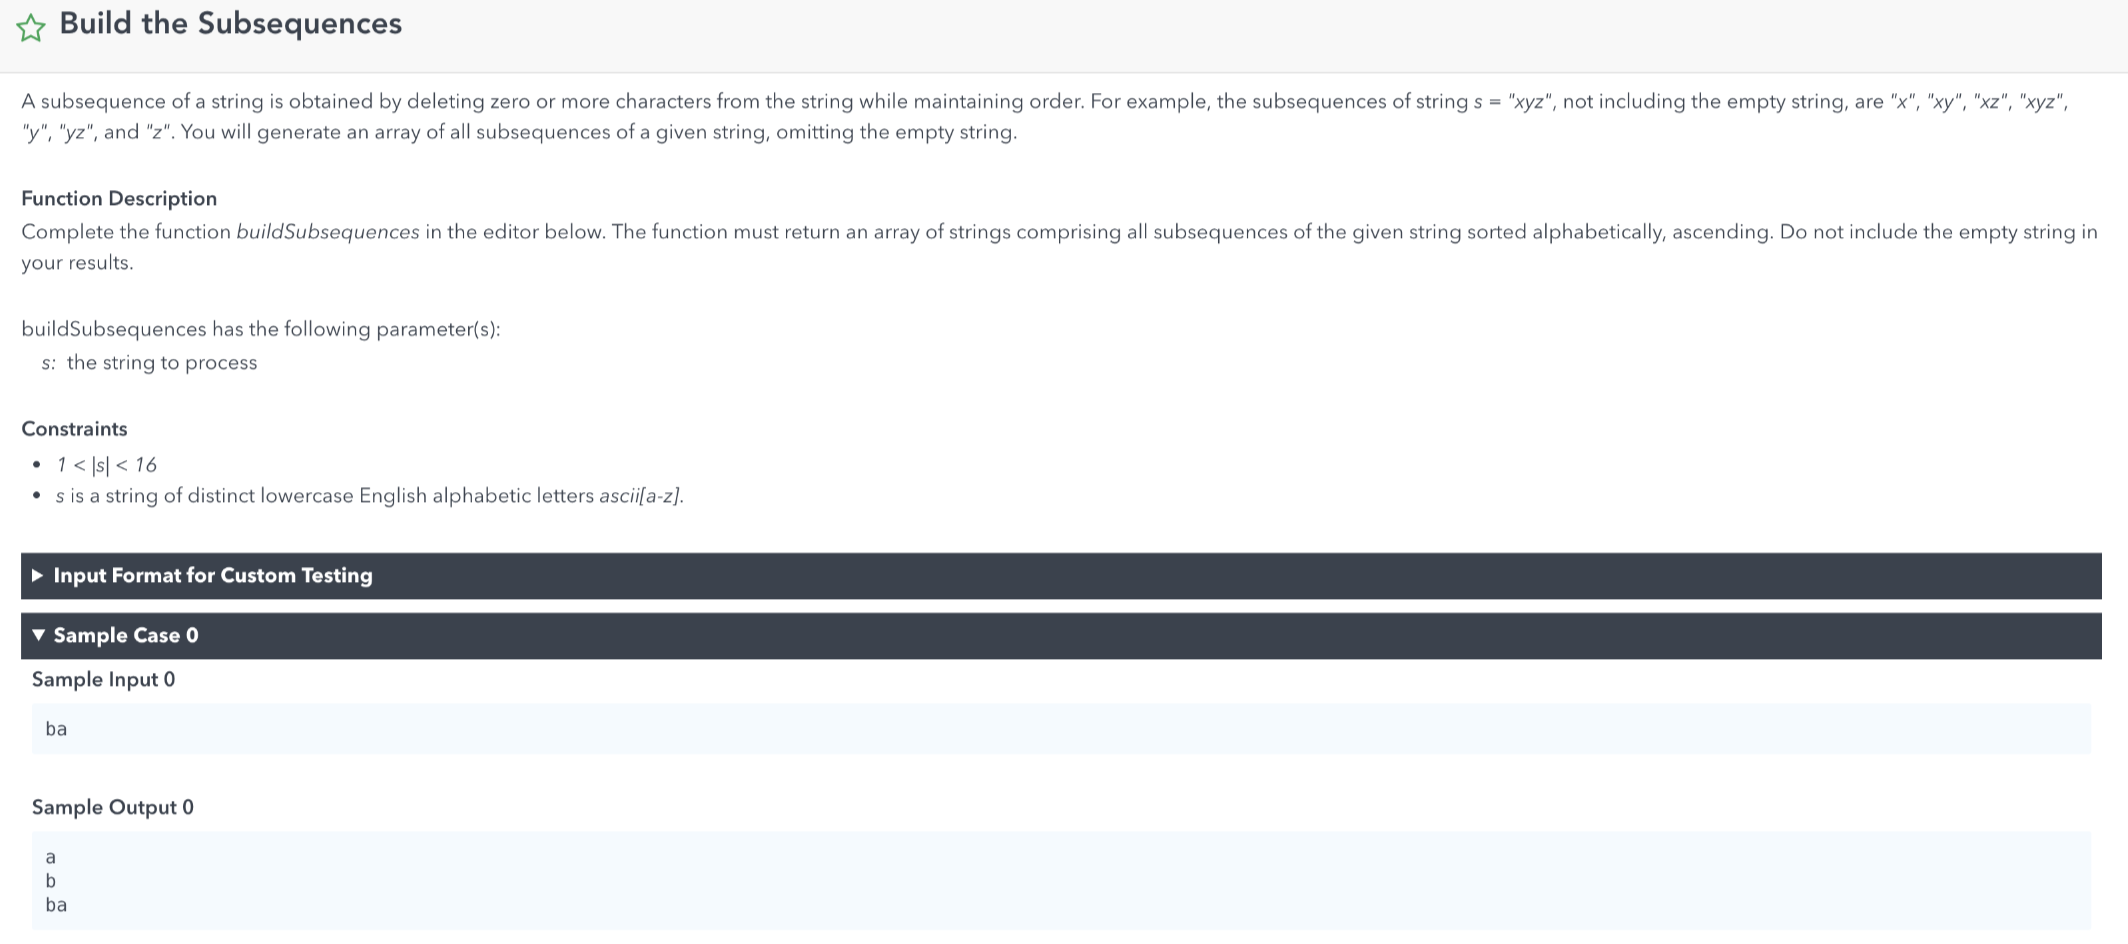 Build the Subsequences
A subsequence of a string is obtained by deleting zero or more characters from the string while maintaining order. For example, the subsequences of string s = "xyz", not including the empty string, are "x", "xy", "xz", "xyz",
"y", "yz", and "z". You will generate an array of all subsequences of a given string, omitting the empty string.
Function Description
Complete the function buildSubsequences in the editor below. The function must return an array of strings comprising all subsequences of the given string sorted alphabetically, ascending. Do not include the empty string in
your results.
buildSubsequences has the following parameter(s):
s: the string to process
Constraints
• 1 < |s| < 16
• s is a string of distinct lowercase English alphabetic letters ascii[a-z].
▶ Input Format for Custom Testing
▼ Sample Case 0
Sample Input 0
ba
Sample Output 0
a
b
ba